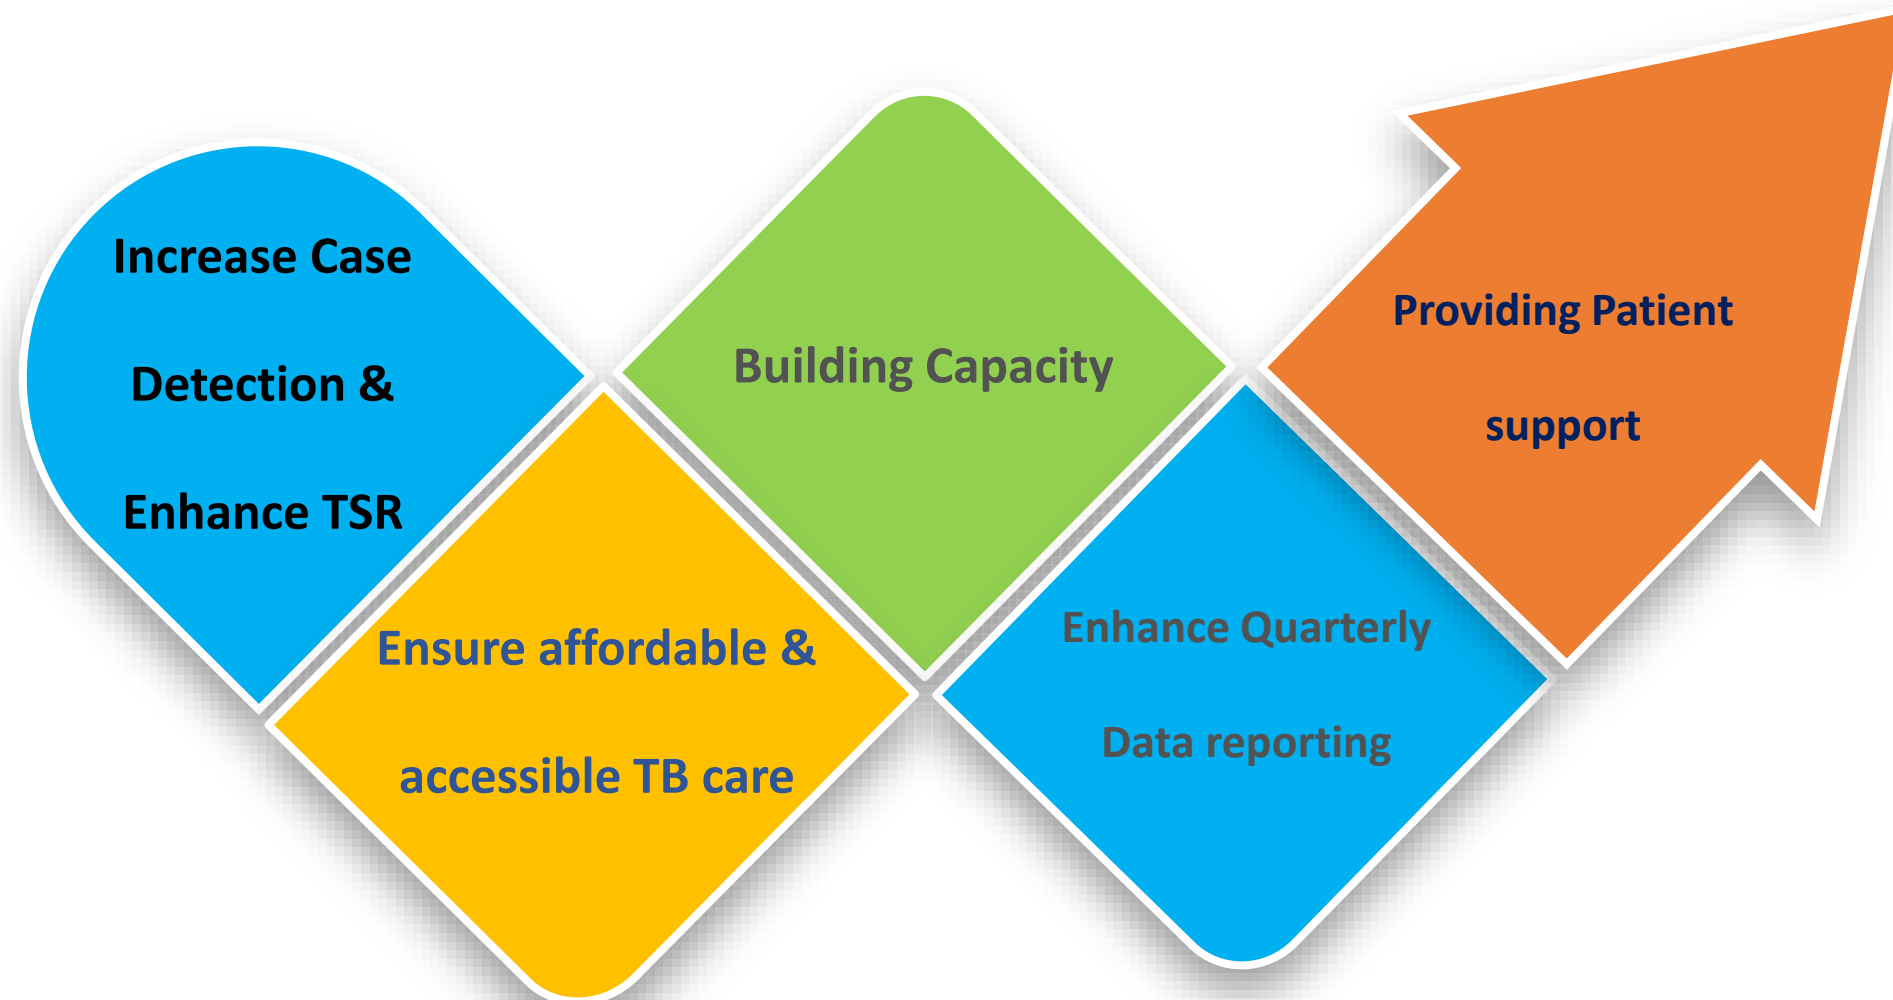 Increase Case
Detection &
Enhance TSR
Ensure affordable &
accessible TB care
Building Capacity
Enhance Quarterly
Data reporting
Providing Patient
support